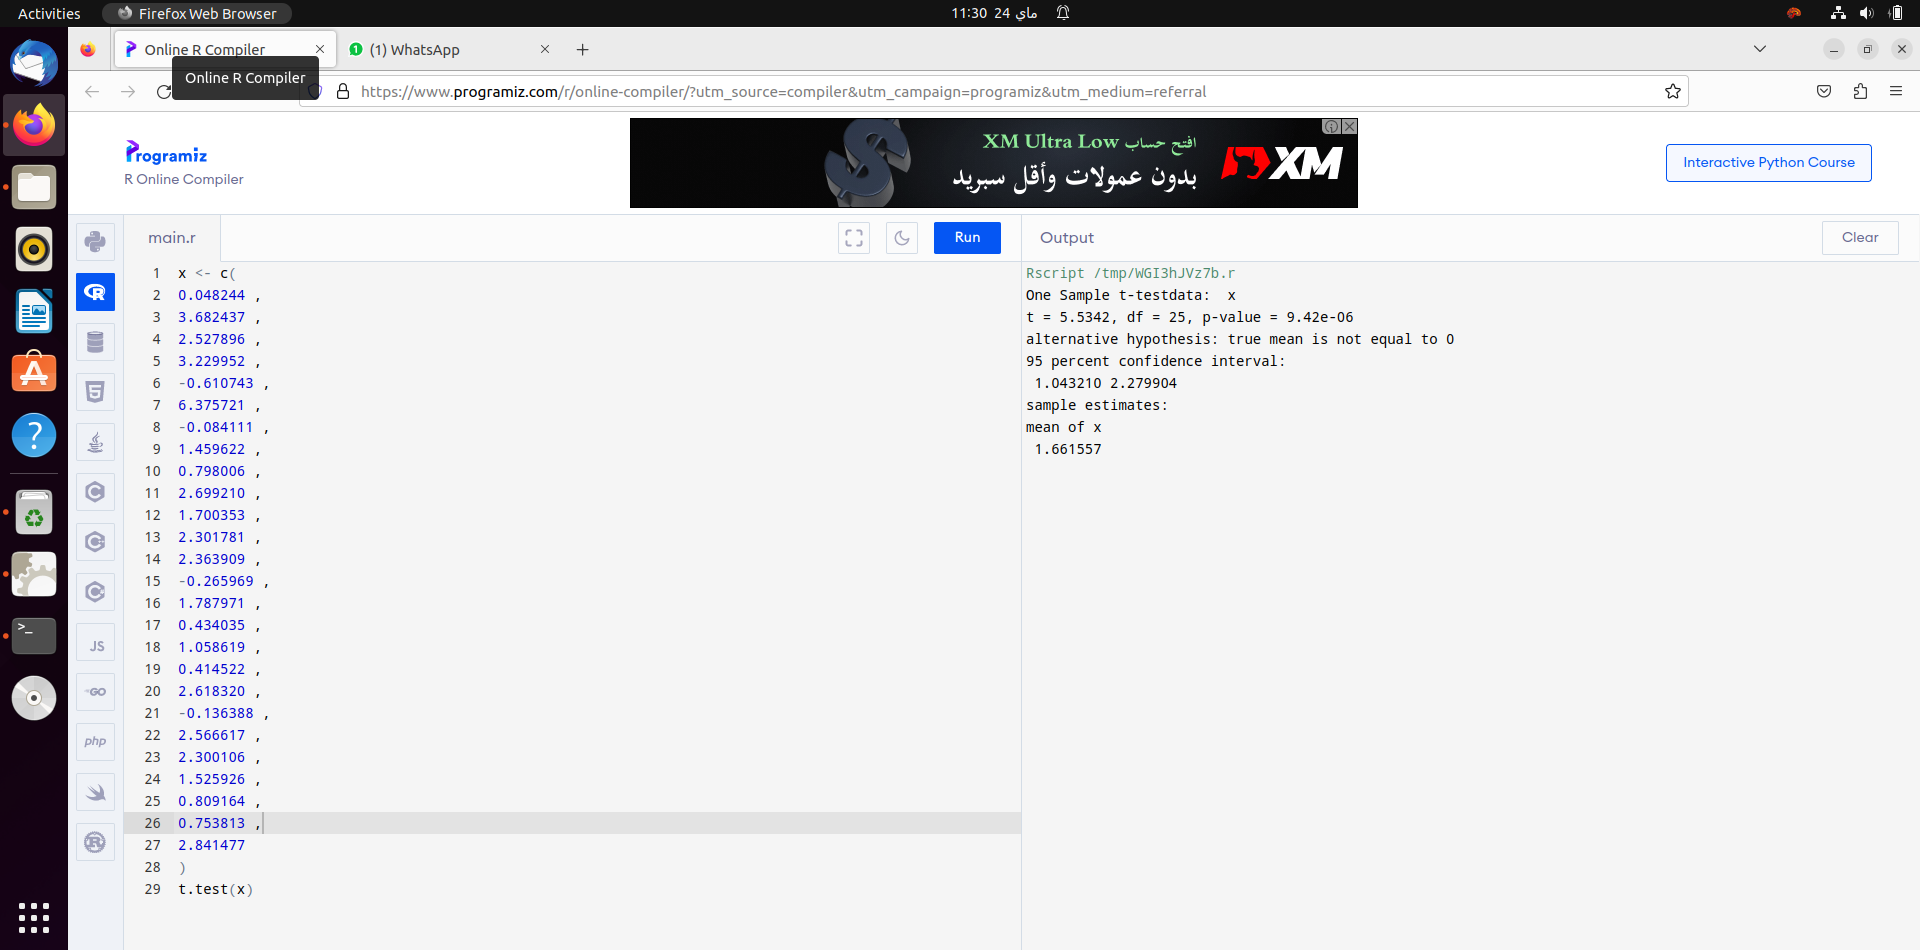 Activities
Firefox Web Browser
11:30 24 ماي
Online R Compiler
(1) WhatsApp
Online R Compiler
https://www.programiz.com/r/online-compiler/?utm_source=compiler&utm_campaign=programiz&utm_medium=referral
Programiz
R Online Compiler
افتح حساب XM Ultra Low
بدون عمولات وأقل سبريد
XM
Interactive Python Course
main.r
Run
Output
Clear
1 x <- c(
2 0.048244 ,
3 3.682437 ,
4 2.527896 ,
5 3.229952 ,
6 -0.610743 ,
7 6.375721 ,
8 -0.084111 ,
9 1.459622 ,
10 0.798006 ,
11 2.699210 ,
12 1.700353 ,
13 2.301781 ,
14 2.363909 ,
15 -0.265969 ,
16 1.787971 ,
17 0.434035 ,
18 1.058619 ,
19 0.414522 ,
20 2.618320 ,
21 -0.136388 ,
22 2.566617 ,
23 2.300106 ,
24 1.525926 ,
25 0.809164 ,
26 0.753813 ,
27 2.841477
28 )
29 t.test(x)
Rscript /tmp/WGI3hJVz7b.r
One Sample t-testdata:  x
t = 5.5342, df = 25, p-value = 9.42e-06
alternative hypothesis: true mean is not equal to 0
95 percent confidence interval:
1.043210 2.279904
sample estimates:
mean of x
1.661557
JS
GO
php